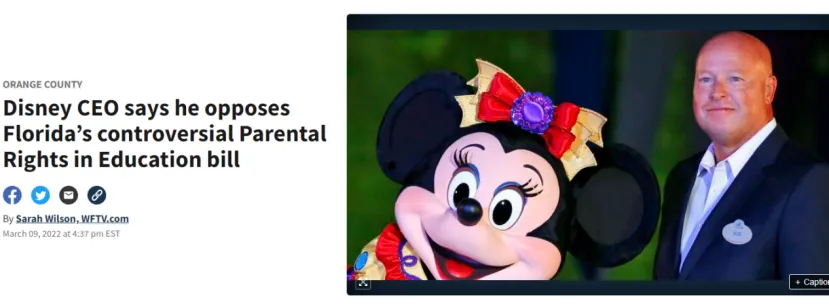 ORANGE COUNTY
Disney CEO says he opposes
Florida’s controversial Parental
Rights in Education bill
By Sarah Wilson, WFTV.com
March 09, 2022 at 4:37 pm EST
+ Caption